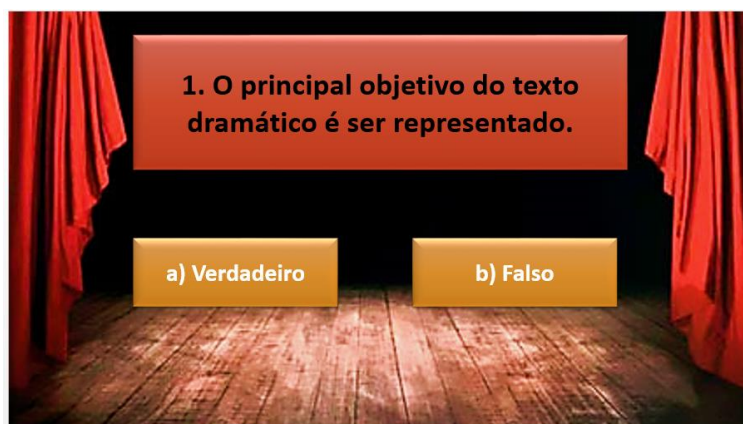 1. O principal objetivo do texto
dramático é ser representado.
a) Verdadeiro
b) Falso